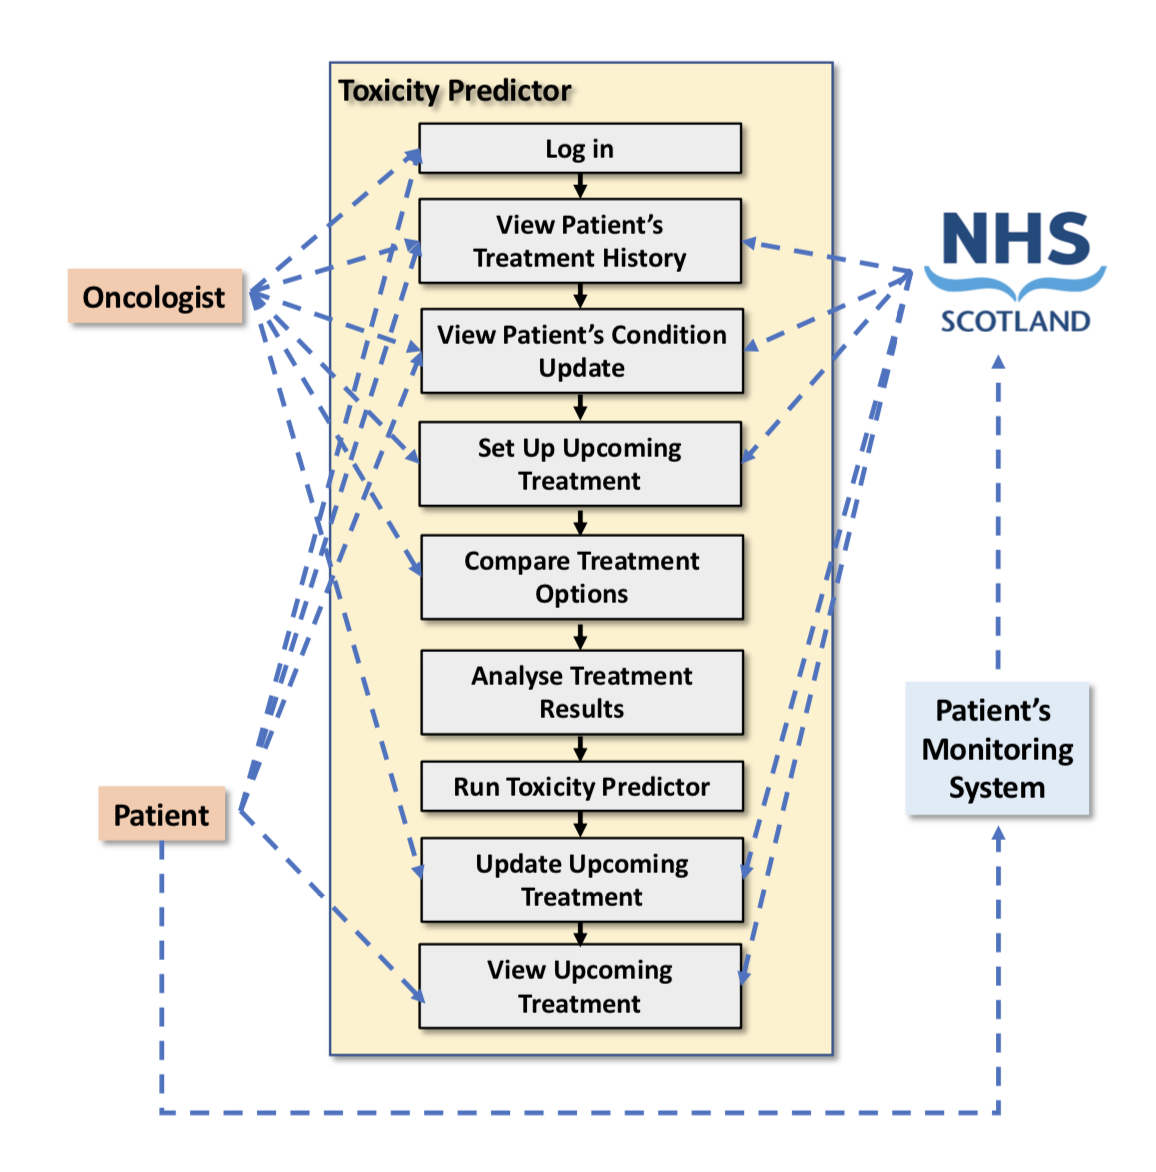 Toxicity Predictor
Log in
View Patient’s
Treatment History
View Patient’s Condition
Update
Set Up Upcoming
Treatment
Compare Treatment
Options
Analyse Treatment
Results
Run Toxicity Predictor
Update Upcoming
Treatment
View Upcoming
Treatment
Oncologist
Patient
NHS
SCOTLAND
Patient’s
Monitoring
System